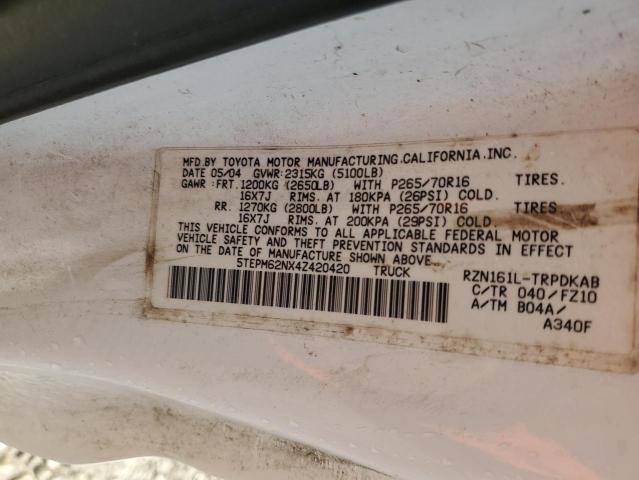 MFD.BY TOYOTA MOTOR MANUFACTURING.CALIFORNIA.INC.
DATE 05/04 GVWR:2315KG (5100LB)
GAWR:FRT.1200KG (2650LB) WITH P265/70R16 TIRES.
16X7J RIMS. AT 180KPA (26PSI) COLD.
RR. 1270KG (2800LB) WITH P265/70R16 TIRES.
16X7J RIMS. AT 200KPA (29PSI) COLD.
THIS VEHICLE CONFORMS TO ALL APPLICABLE FEDERAL MOTOR
VEHICLE SAFETY AND THEFT PREVENTION STANDARDS IN EFFECT
ON THE DATE OF MANUFACTURE SHOWN ABOVE.
5TEPM62NX4Z420420 TRUCK
RZN161L-TRPDKAB
C/TR 040/FZ10
A/TM B04A/
A340F